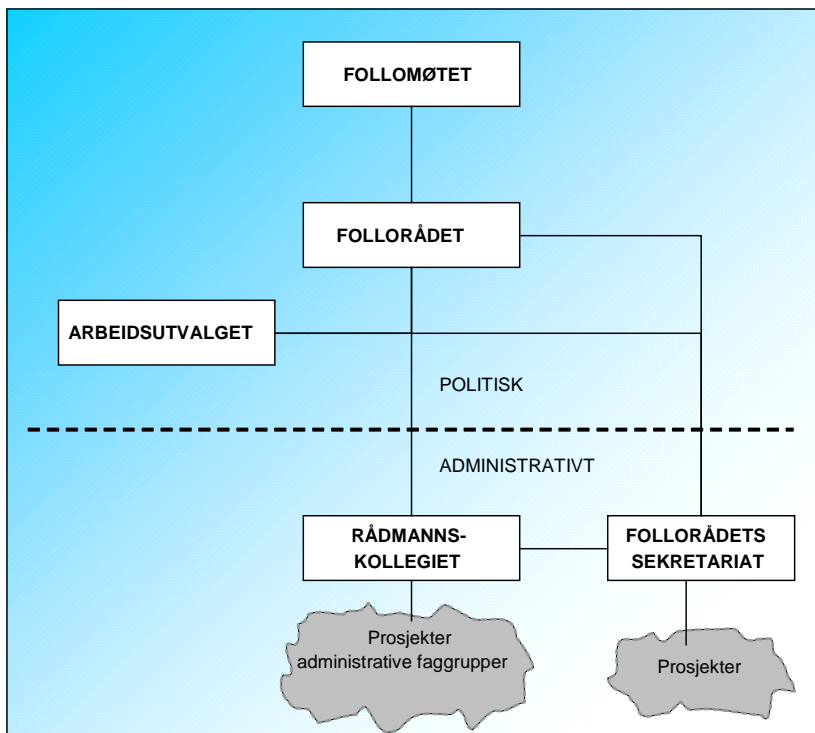 FOLLOMØTET
FOLLORÅDET
ARBEIDSUTVALGET
POLITISK
ADMINISTRATIVT
RÅDMANNS-
KOLLEGIET
FOLLORÅDETS
SEKRETARIAT
Prosjekter
administrative faggrupper
Prosjekter